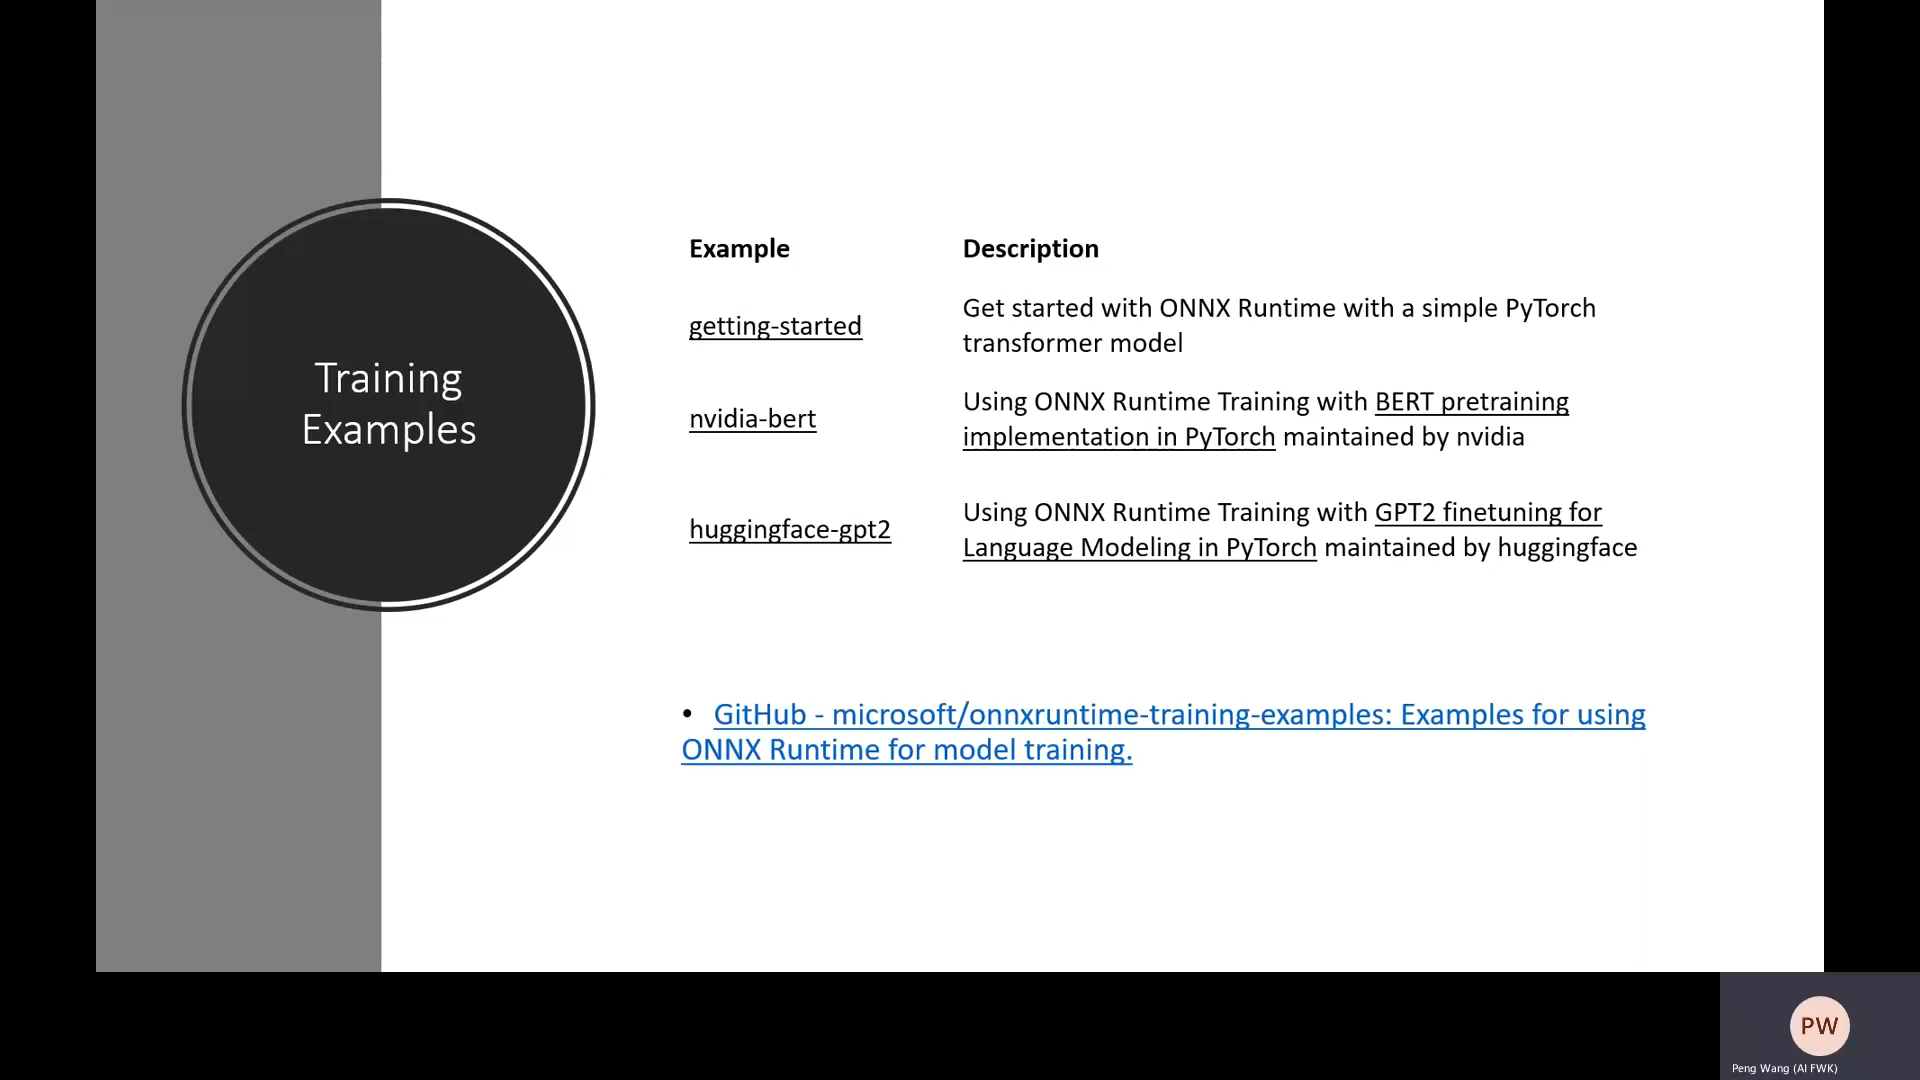 Training
Examples
Example Description
getting-started
Get started with ONNX Runtime with a simple PyTorch
transformer model
nvidia-bert
Using ONNX Runtime Training with BERT pretraining
implementation in PyTorch maintained by nvidia
huggingface-gpt2
Using ONNX Runtime Training with GPT2 finetuning for
Language Modeling in PyTorch maintained by huggingface
• GitHub - microsoft/onnxruntime-training-examples: Examples for using
ONNX Runtime for model training.
PW
Peng Wang (AI FWK)